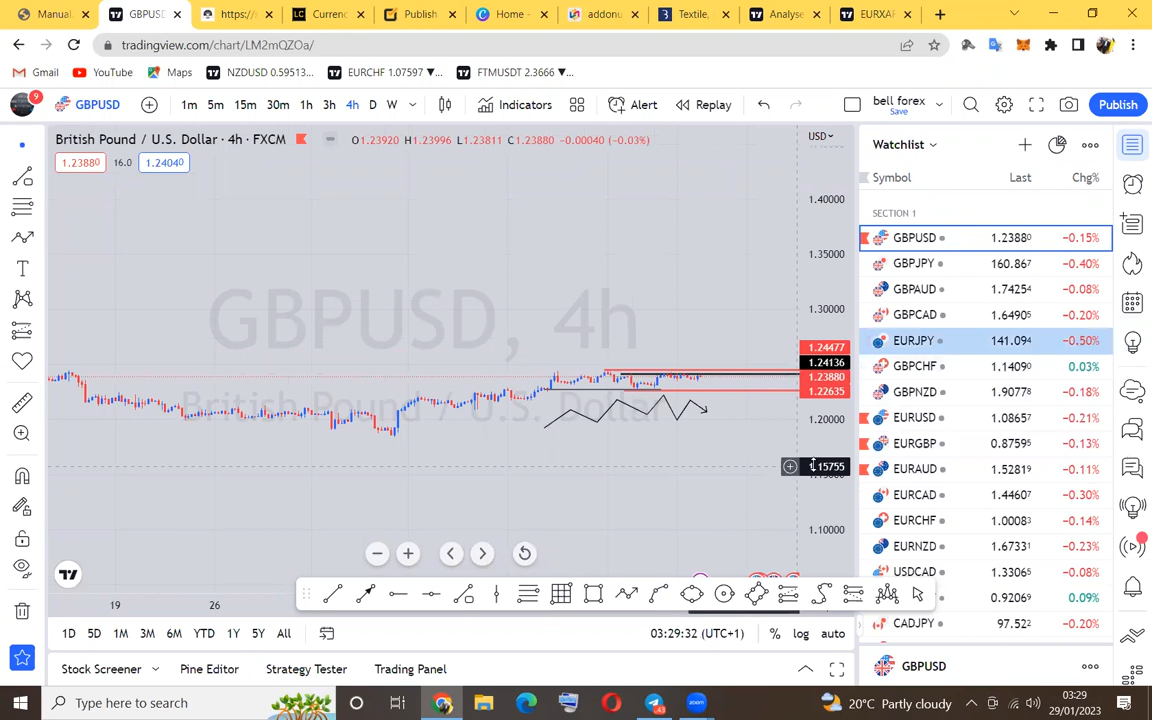 Manual.
GBPUSD
https://
Currenc
Publish
Home -
addonu
Textile,
Analyse
EURXAF
tradingview.com/chart/LM2mQZOa/
Gmail
YouTube
Maps
NZDUSD 0.59513...
EURCHF 1.07597 ▼...
FTMUSDT 2.3666 ▼...
9
GBPUSD
1m 5m 15m 30m 1h 3h 4h D W
Indicators
Alert
Replay
bell forex
Save
Publish
British Pound / U.S. Dollar · 4h · FXCM
O1.23920 H1.23996 L1.23811 C1.23880 −0.00040 (−0.03%)
1.23880 16.0 1.24040
USD
1.40000
1.35000
1.30000
1.24477
1.24136
1.23880
1.22635
1.20000
1.15755
1.10000
GBPUSD, 4h
British Pound / U.S. Dollar
19 26
Watchlist
Symbol Last Chg%
SECTION 1
GBPUSD 1.23880 −0.15%
GBPJPY 160.867 −0.40%
GBPAUD 1.74254 −0.08%
GBPCAD 1.64905 −0.20%
EURJPY 141.094 −0.50%
GBPCHF 1.14090 0.03%
GBPNZD 1.90778 −0.18%
EURUSD 1.08657 −0.21%
EURGBP 0.87595 −0.13%
EURAUD 1.52819 −0.11%
EURCAD 1.44607 −0.30%
EURCHF 1.00083 −0.14%
EURNZD 1.67331 −0.23%
USDCAD 1.33065 −0.08%
0.92069 0.09%
CADJPY 97.522 −0.20%
GBPUSD
1D 5D 1M 3M 6M YTD 1Y 5Y All
03:29:32 (UTC+1)
% log auto
Stock Screener
Pine Editor
Strategy Tester
Trading Panel
Type here to search
43
zoom
20°C Partly cloudy
03:29
29/01/2023